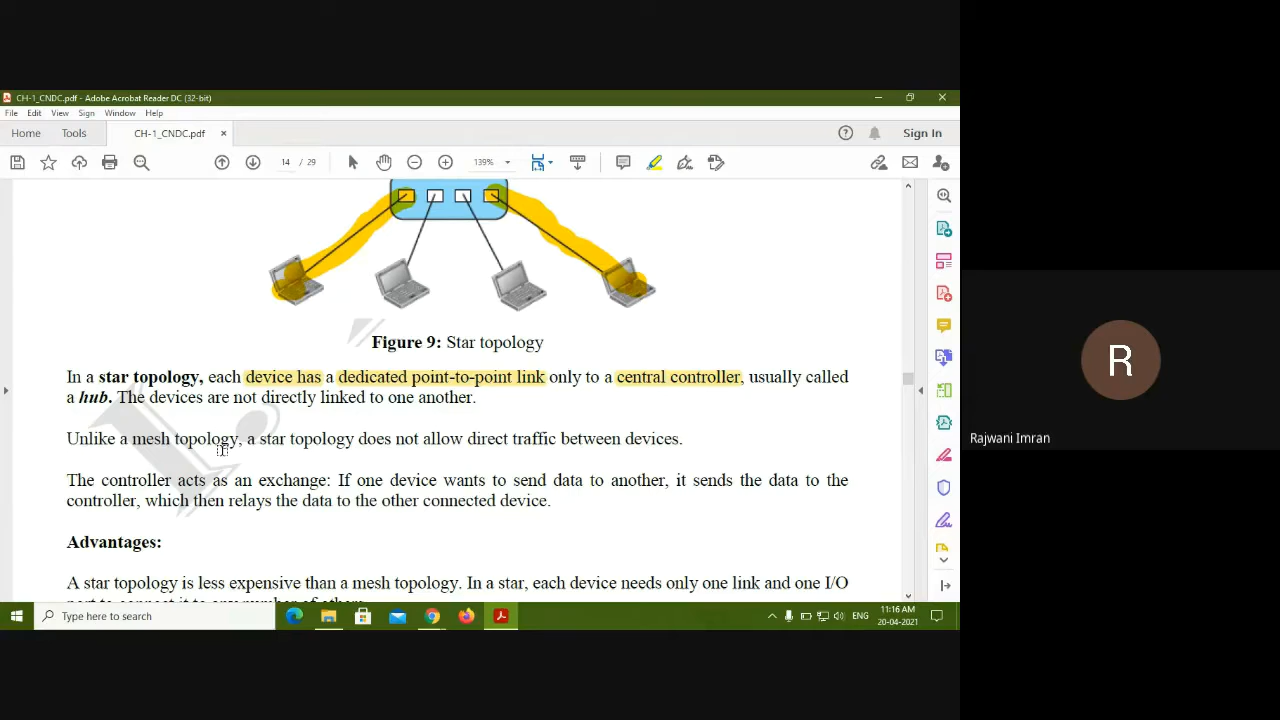 CH-1_CNDC.pdf - Adobe Acrobat Reader DC (32-bit)
File Edit View Sign Window Help
Home Tools CH-1_CNDC.pdf × Sign In
14 / 29 139%
Figure 9: Star topology
In a star topology, each device has a dedicated point-to-point link only to a central controller, usually called
a hub. The devices are not directly linked to one another.
Unlike a mesh topology, a star topology does not allow direct traffic between devices.
The controller acts as an exchange: If one device wants to send data to another, it sends the data to the
controller, which then relays the data to the other connected device.
Advantages:
A star topology is less expensive than a mesh topology. In a star, each device needs only one link and one I/O
R
Rajwani Imran
Type here to search
ENG
11:16 AM
20-04-2021